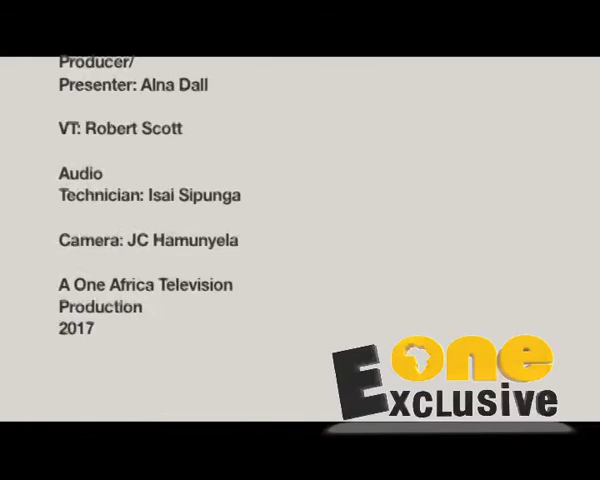 Producer/
Presenter: Alna Dall
VT: Robert Scott
Audio
Technician: Isai Sipunga
Camera: JC Hamunyela
A One Africa Television
Production
2017
one
Exclusive